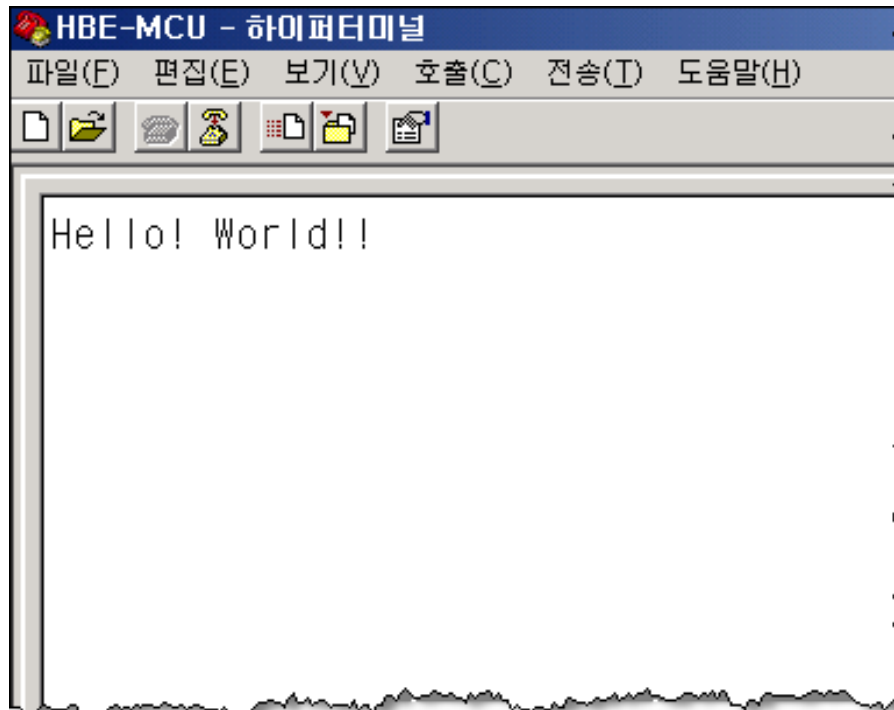 HBE-MCU - 하이퍼터미널
파일(F) 편집(E) 보기(V) 호출(C) 전송(T) 도움말(H)
Hello! World!!